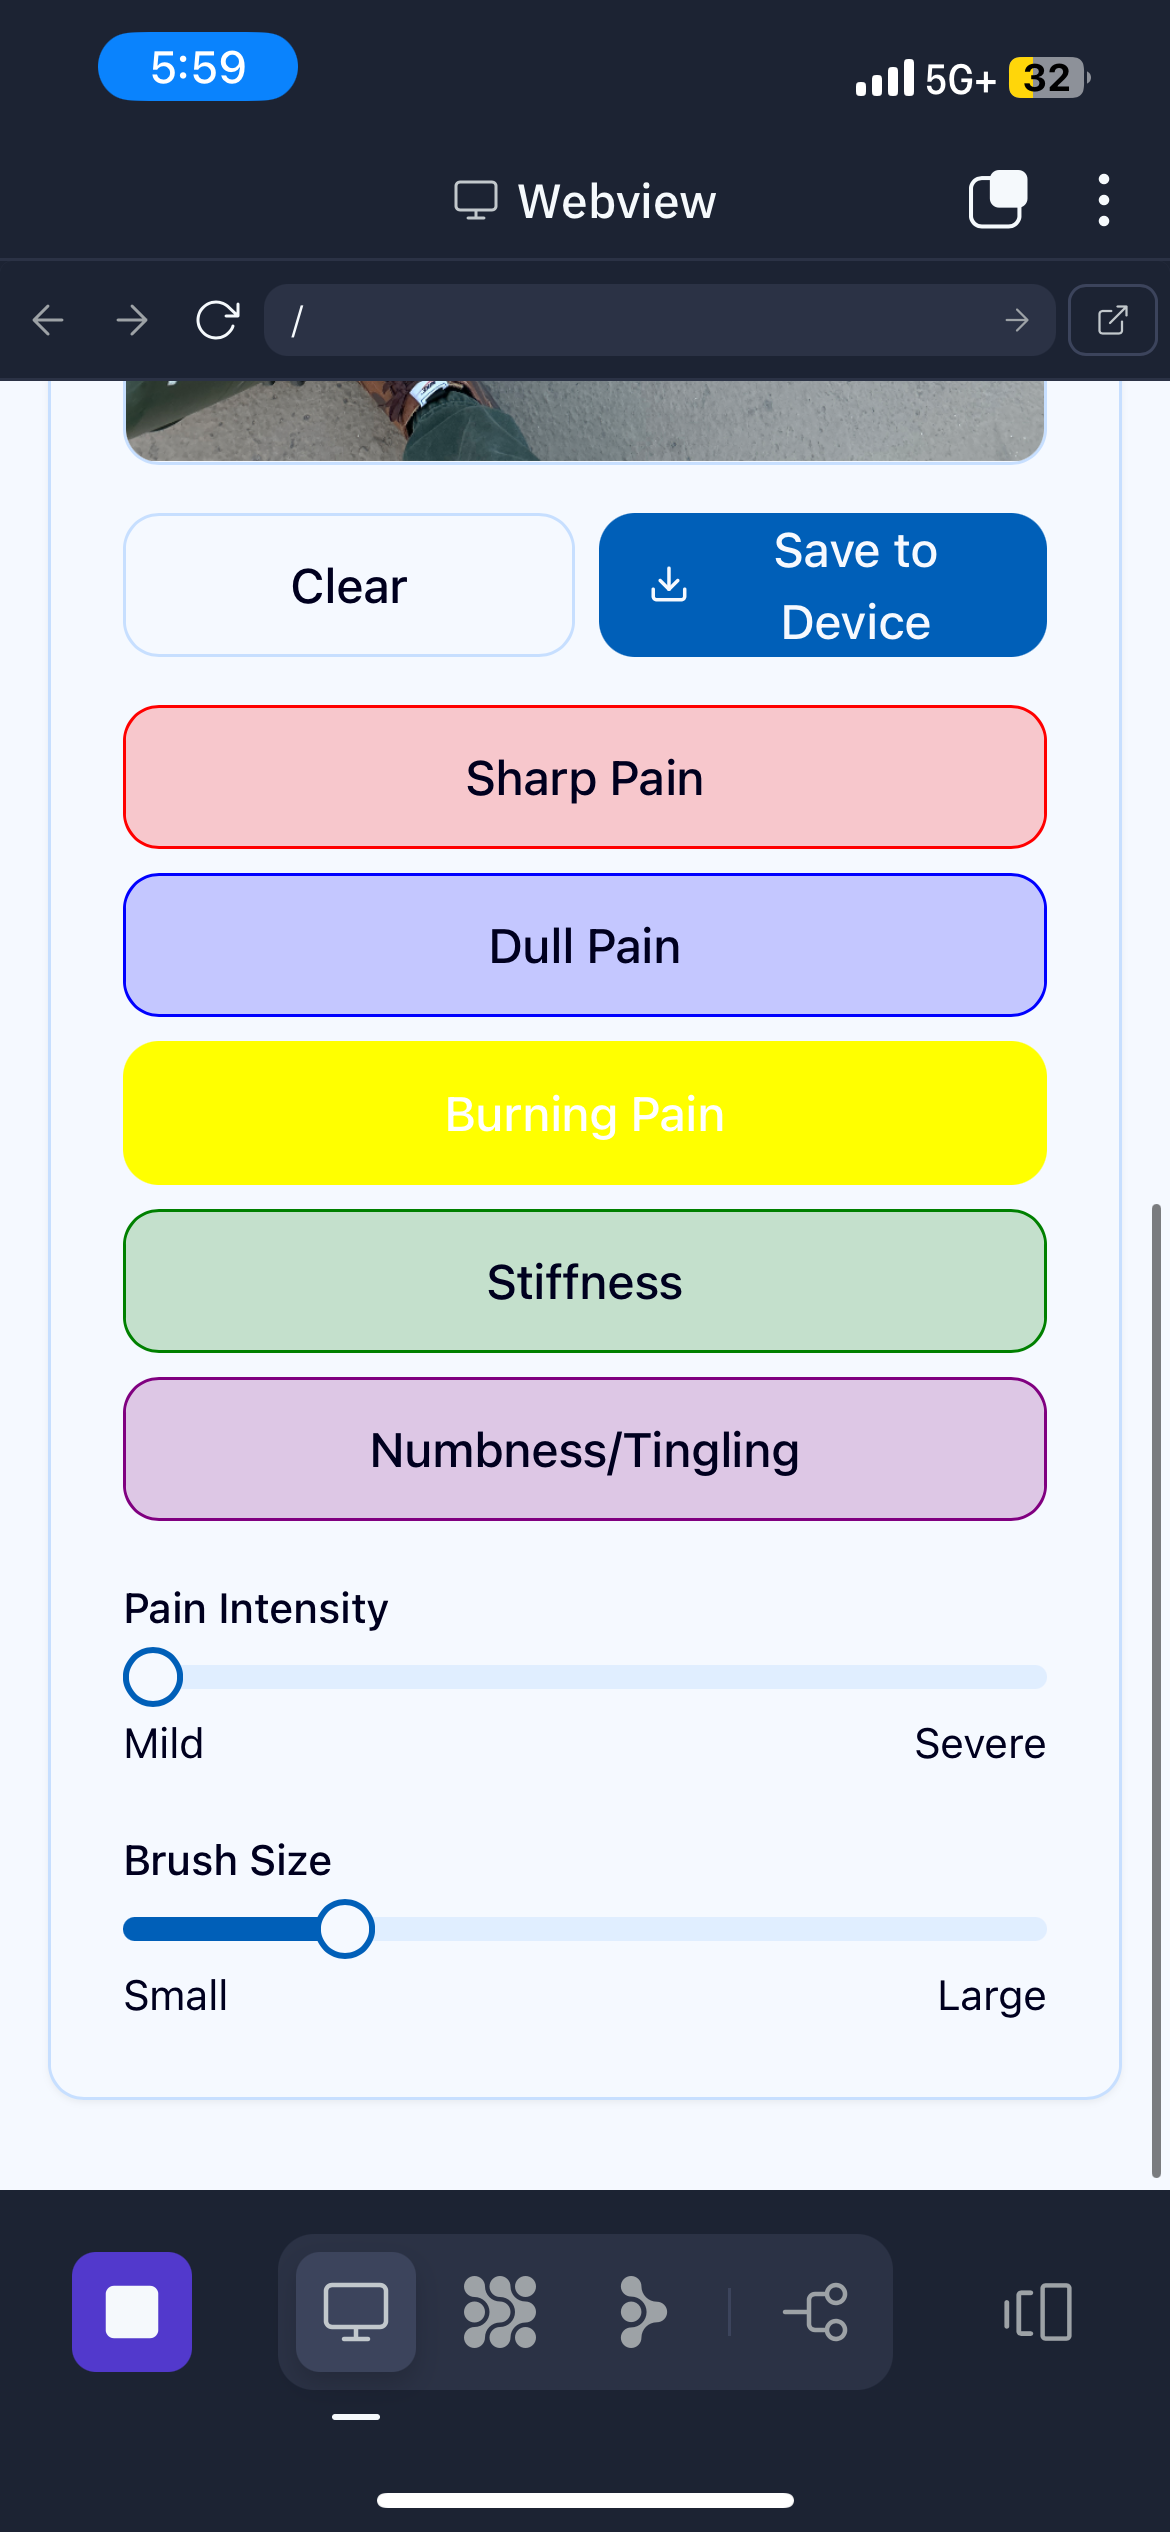 5:59
5G+ 32
Webview
/
Clear
Save to
Device
Sharp Pain
Dull Pain
Burning Pain
Stiffness
Numbness/Tingling
Pain Intensity
Mild Severe
Brush Size
Small Large